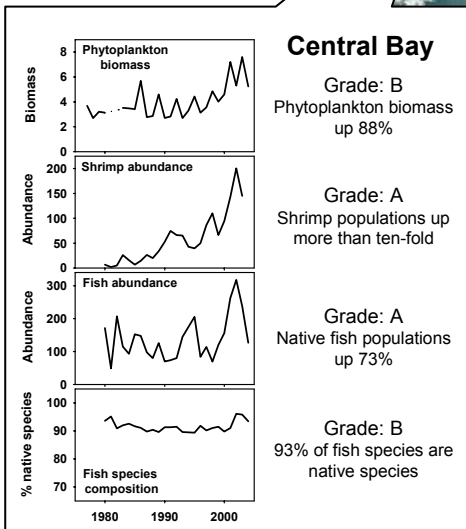 Central Bay
Phytoplankton
biomass
Biomass
8
6
4
2
0
Grade: B
Phytoplankton biomass
up 88%
Shrimp abundance
Abundance
200
150
100
50
0
Grade: A
Shrimp populations up
more than ten-fold
Fish abundance
Abundance
300
200
100
0
Grade: A
Native fish populations
up 73%
% native species
100
90
80
70
Fish species
composition
Grade: B
93% of fish species are
native species
1980 1990 2000